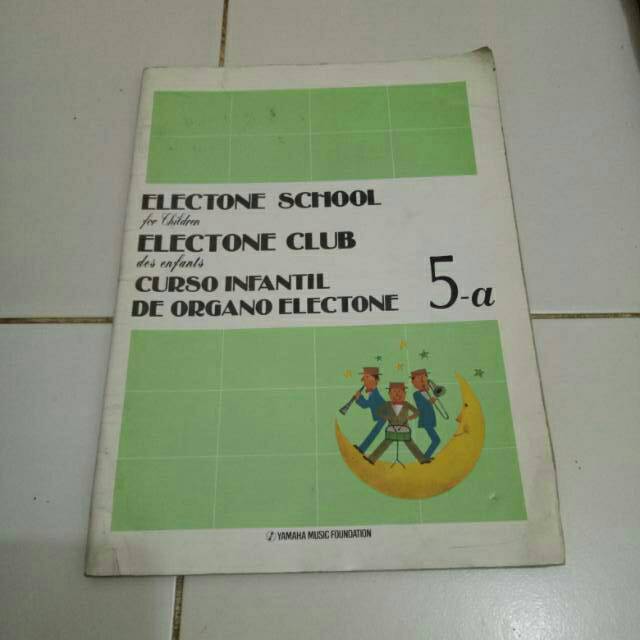 ELECTONE SCHOOL
for Children
ELECTONE CLUB
des enfants
CURSO INFANTIL
DE ORGANO ELECTONE
5-a
YAMAHA MUSIC FOUNDATION